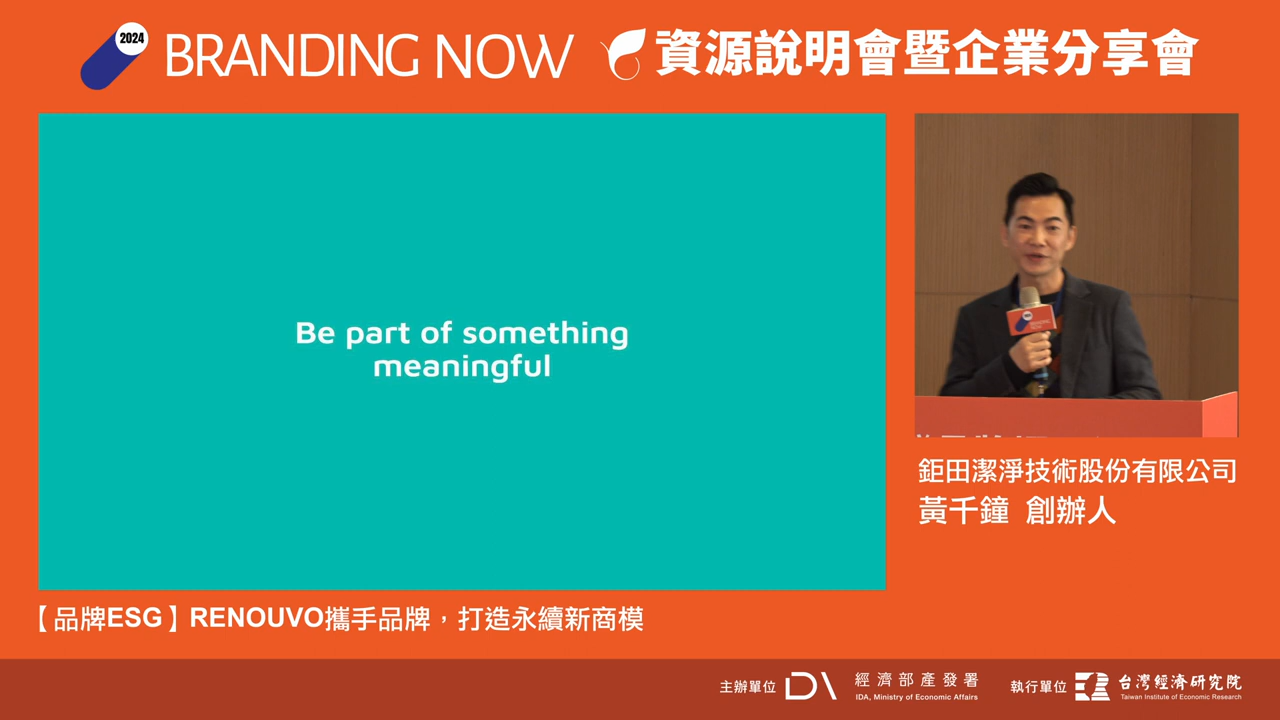 2024
BRANDING NOW 資源說明會暨企業分享會
Be part of something
meaningful
BRANDING
NOW
鉅田潔淨技術股份有限公司
黃千鐘 創辦人
【品牌ESG】RENOUVO攜手品牌，打造永續新商模
主辦單位 IDA 經濟部產發署
IDA, Ministry of Economic Affairs
執行單位 台灣經濟研究院
Taiwan Institute of Economic Research